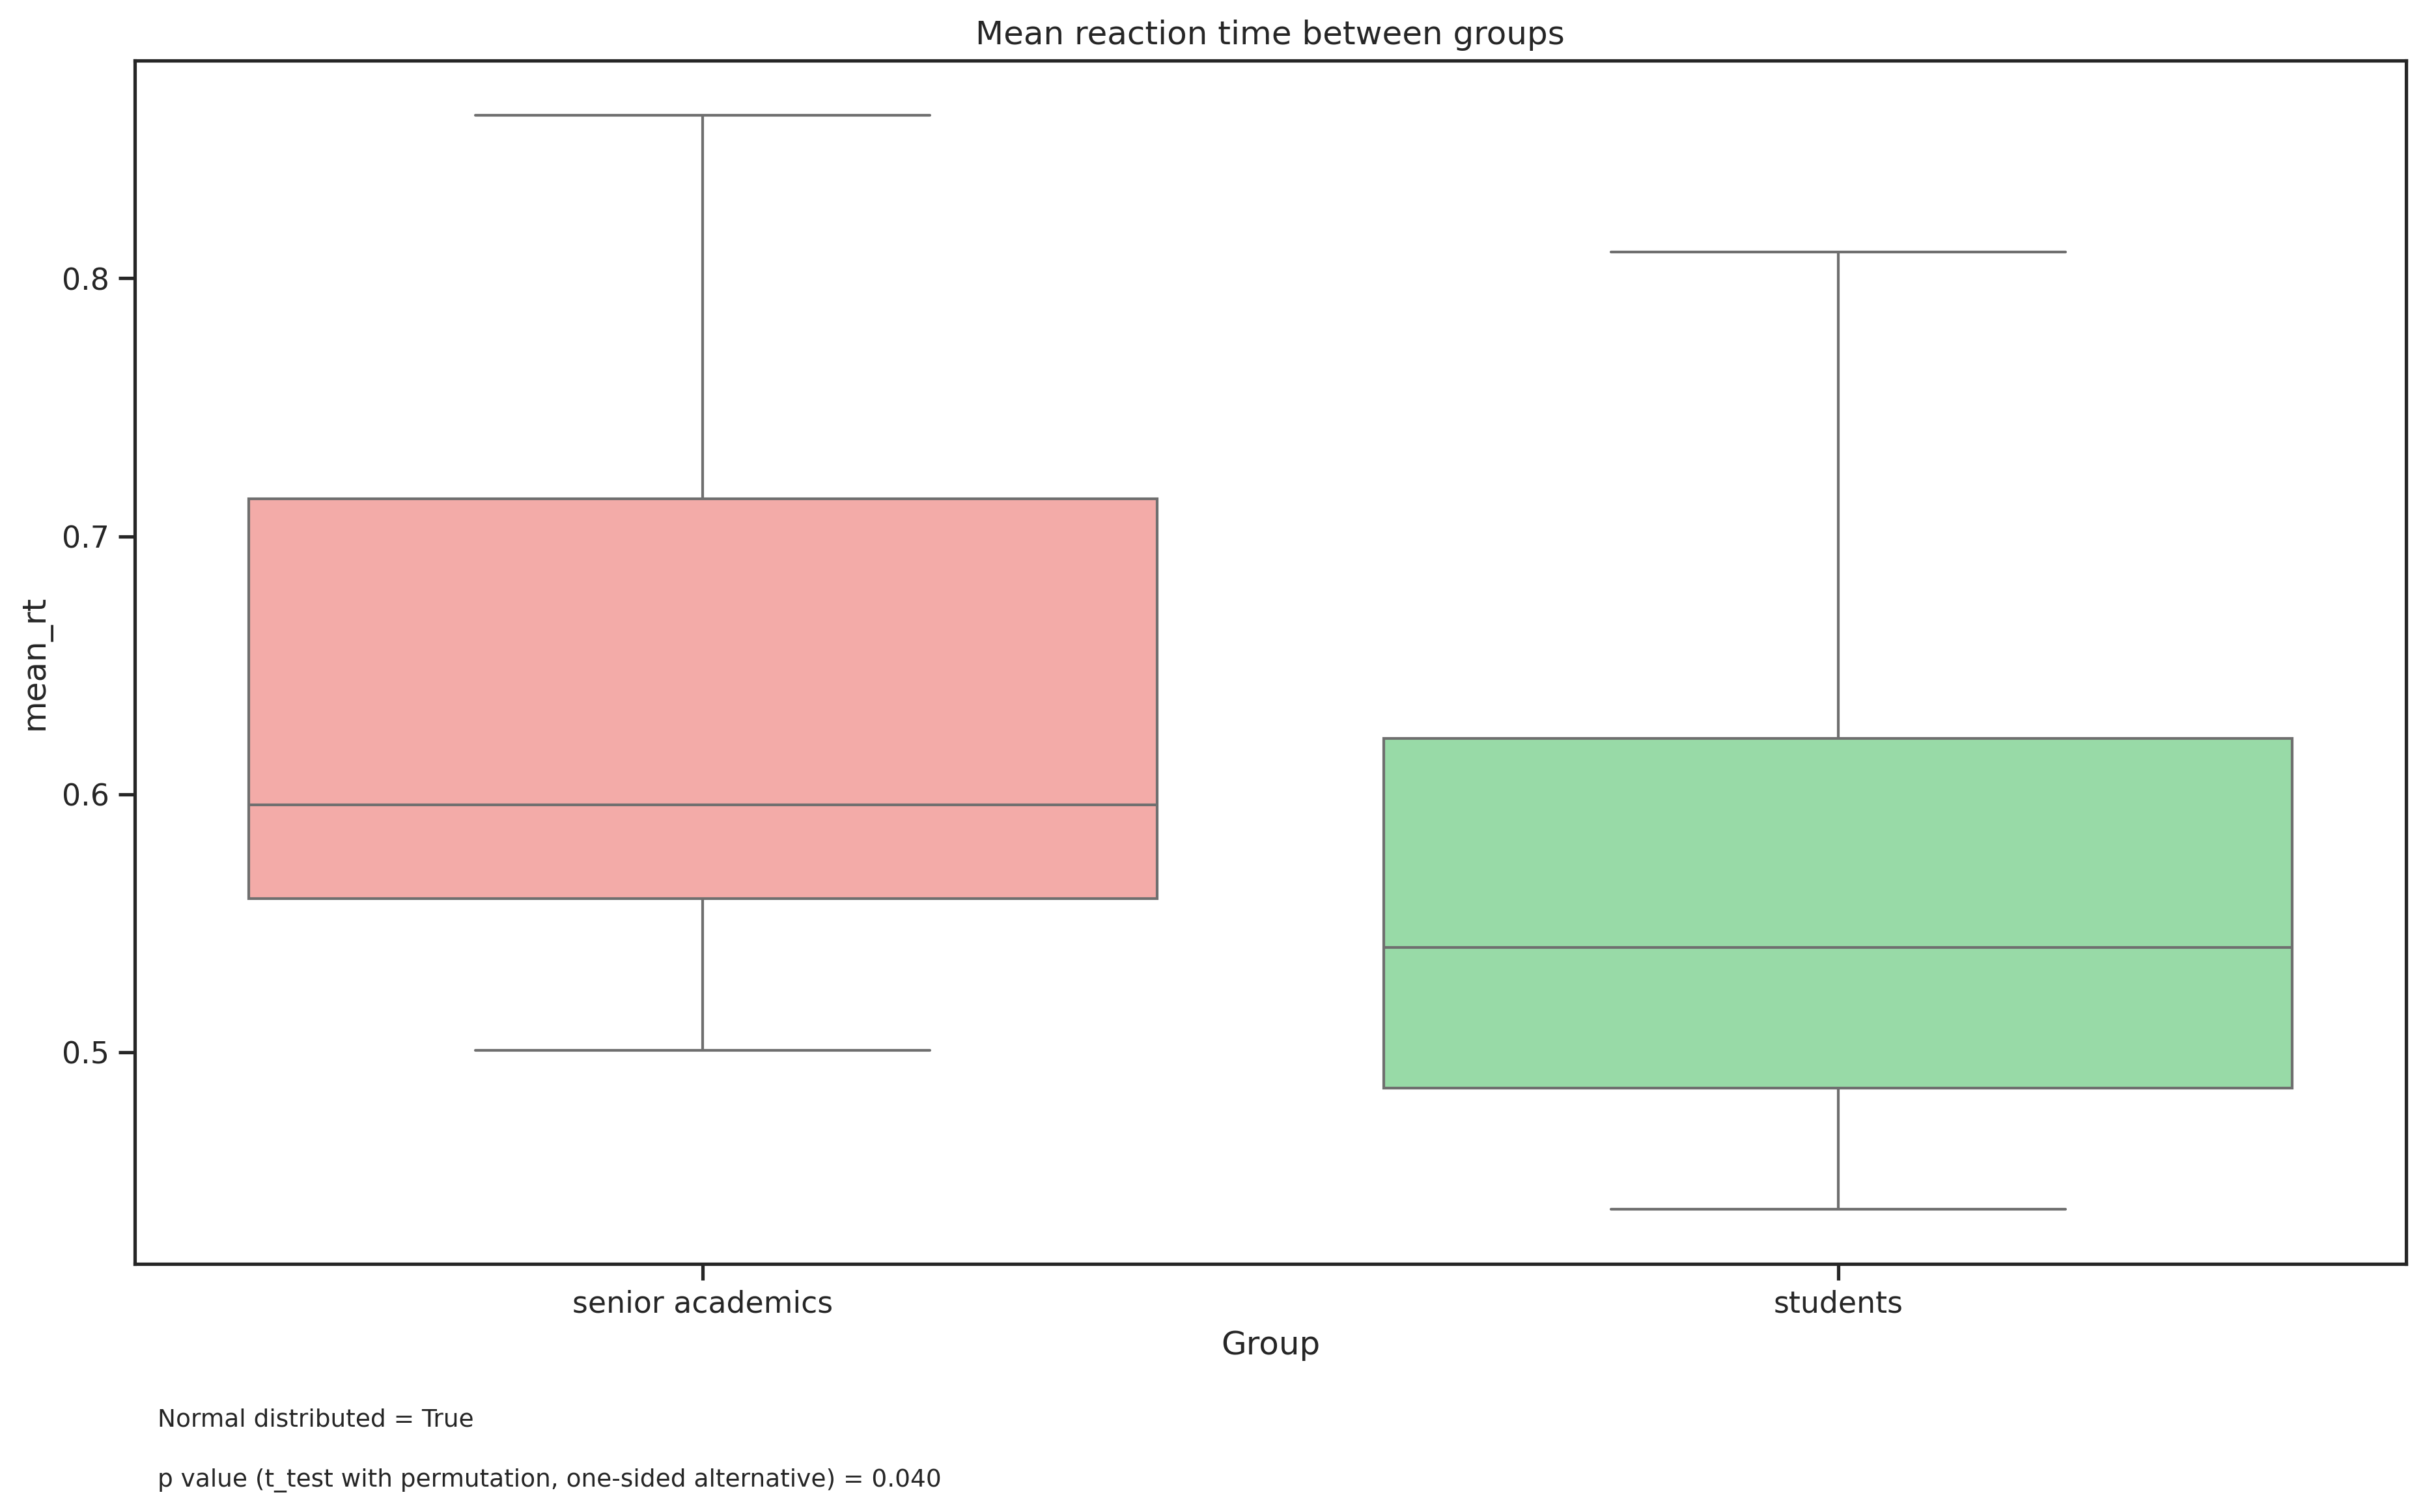 Mean reaction time between groups
mean_rt
0.8
0.7
0.6
0.5
senior academics
students
Group
Normal distributed = True
p value (t_test with permutation, one-sided alternative) = 0.040